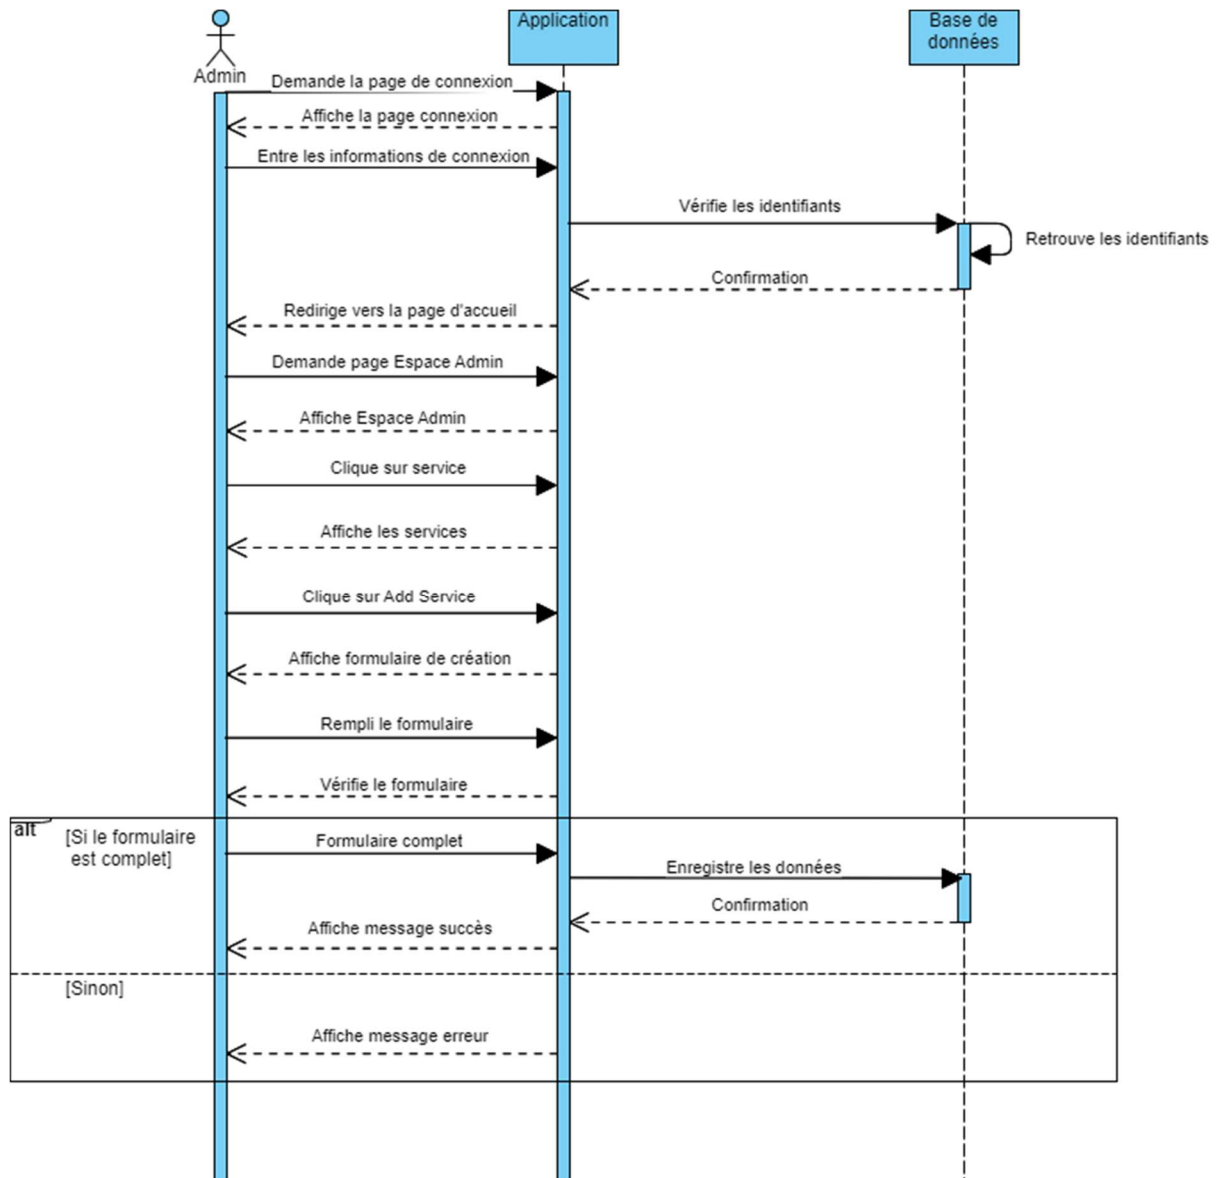 Admin
Application
Base de
données
Demande la page de connexion
Affiche la page connexion
Entre les informations de connexion
Vérifie les identifiants
Retrouve les identifiants
Confirmation
Redirige vers la page d'accueil
Demande page Espace Admin
Affiche Espace Admin
Clique sur service
Affiche les services
Clique sur Add Service
Affiche formulaire de création
Rempli le formulaire
Vérifie le formulaire
alt
[Si le formulaire
est complet]
Formulaire complet
Enregistre les données
Confirmation
Affiche message succès
[Sinon]
Affiche message erreur